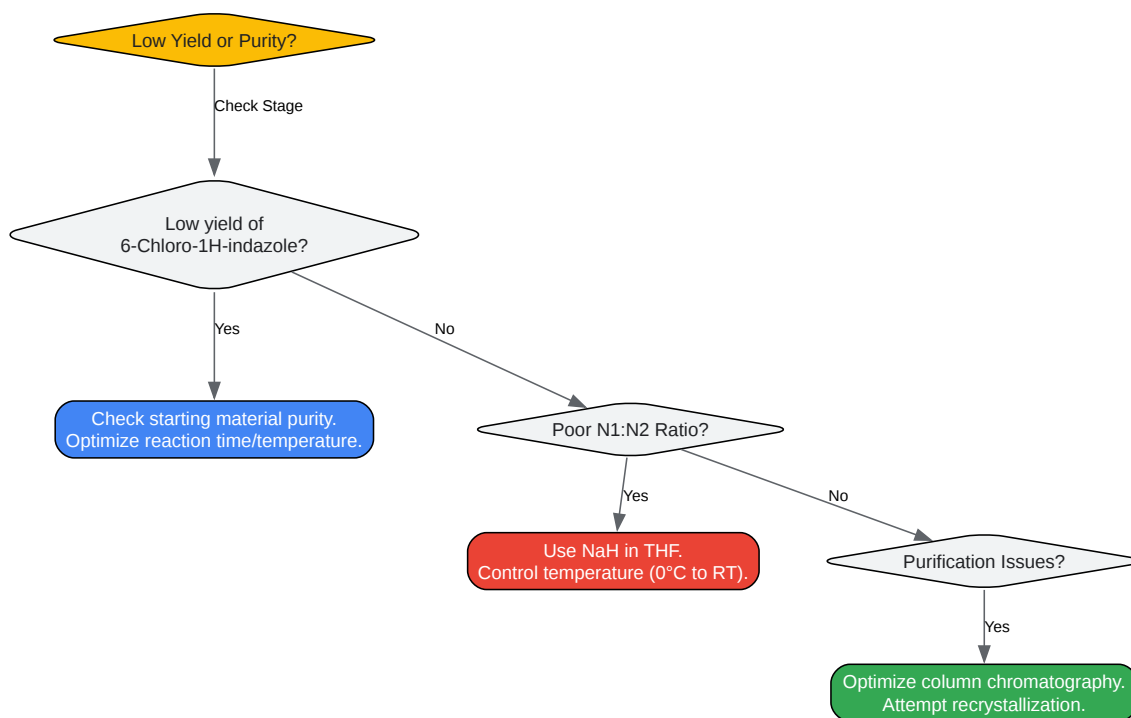 Low Yield or Purity?
Check Stage
Low yield of
6-Chloro-1H-indazole?
Yes
No
Check starting material purity.
Optimize reaction time/temperature.
Poor N1:N2 Ratio?
Yes
No
Use NaH in THF.
Control temperature (0°C to RT).
Purification Issues?
Yes
Optimize column chromatography.
Attempt recrystallization.